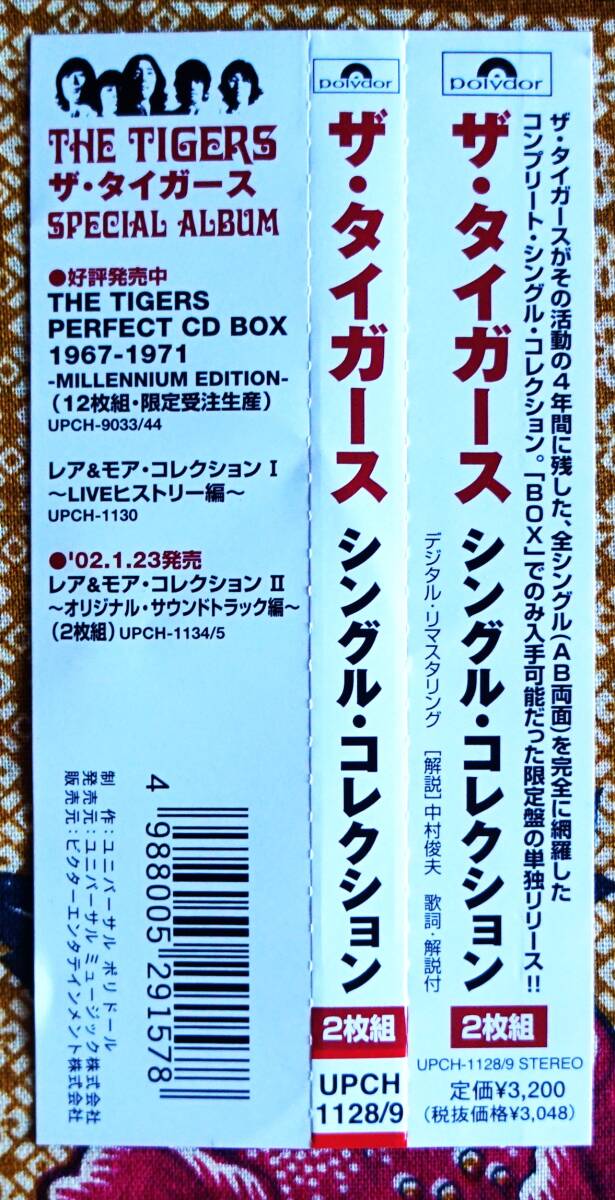 polydor
ザ・タイガースがその活動の4年間に残した、全シングル(AB両面)を完全に網羅した
コンプリート・シングル・コレクション。「BOX」でのみ入手可能だった限定盤の単独リリース!!
ザ・タイガース シングル・コレクション
デジタル・リマスタリング [解説]中村俊夫 歌詞・解説付
2枚組
UPCH-1128/9 STEREO
定価¥3,200
(税抜価格¥3,048)
polydor
ザ・タイガース シングル・コレクション
2枚組
UPCH
1128/9
THE TIGERS
ザ・タイガース
SPECIAL ALBUM
●好評発売中
THE TIGERS
PERFECT CD BOX
1967-1971
-MILLENNIUM EDITION-
(12枚組・限定受注生産)
UPCH-9033/44
レア&モア・コレクション I
～LIVEヒストリー編～
UPCH-1130
●'02.1.23発売
レア&モア・コレクション II
～オリジナル・サウンドトラック編～
(2枚組) UPCH-1134/5
4 988005 291578
制 作:ユニバーサル ポリドール
発売元:ユニバーサル ミュージック株式会社
販売元:ビクターエンタテインメント株式会社